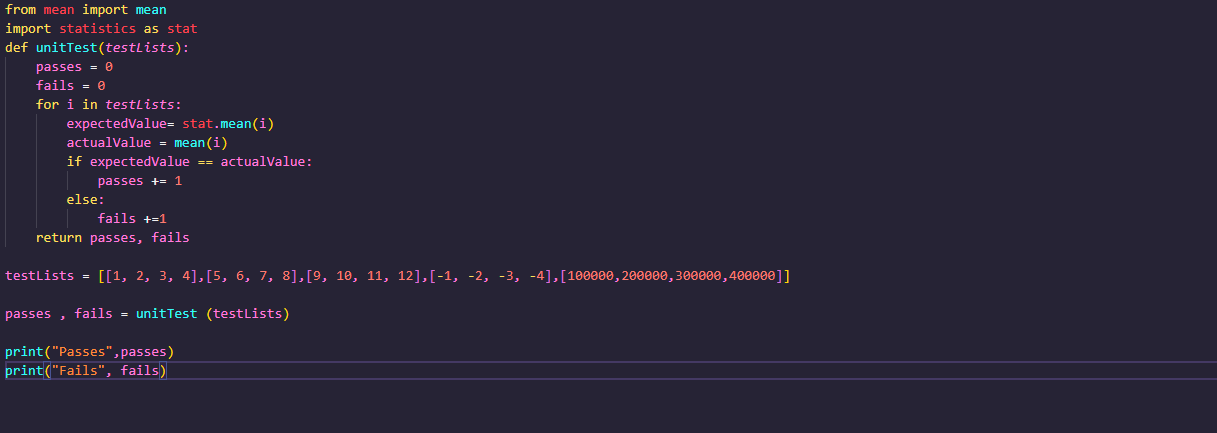 from mean import mean
import statistics as stat
def unitTest(testLists):
    passes = 0
    fails = 0
    for i in testLists:
        expectedValue= stat.mean(i)
        actualValue = mean(i)
        if expectedValue == actualValue:
            passes += 1
        else:
            fails +=1
    return passes, fails

testLists = [[1, 2, 3, 4],[5, 6, 7, 8],[9, 10, 11, 12],[-1, -2, -3, -4],[100000,200000,300000,400000]]

passes , fails = unitTest (testLists)

print("Passes",passes)
print("Fails", fails)